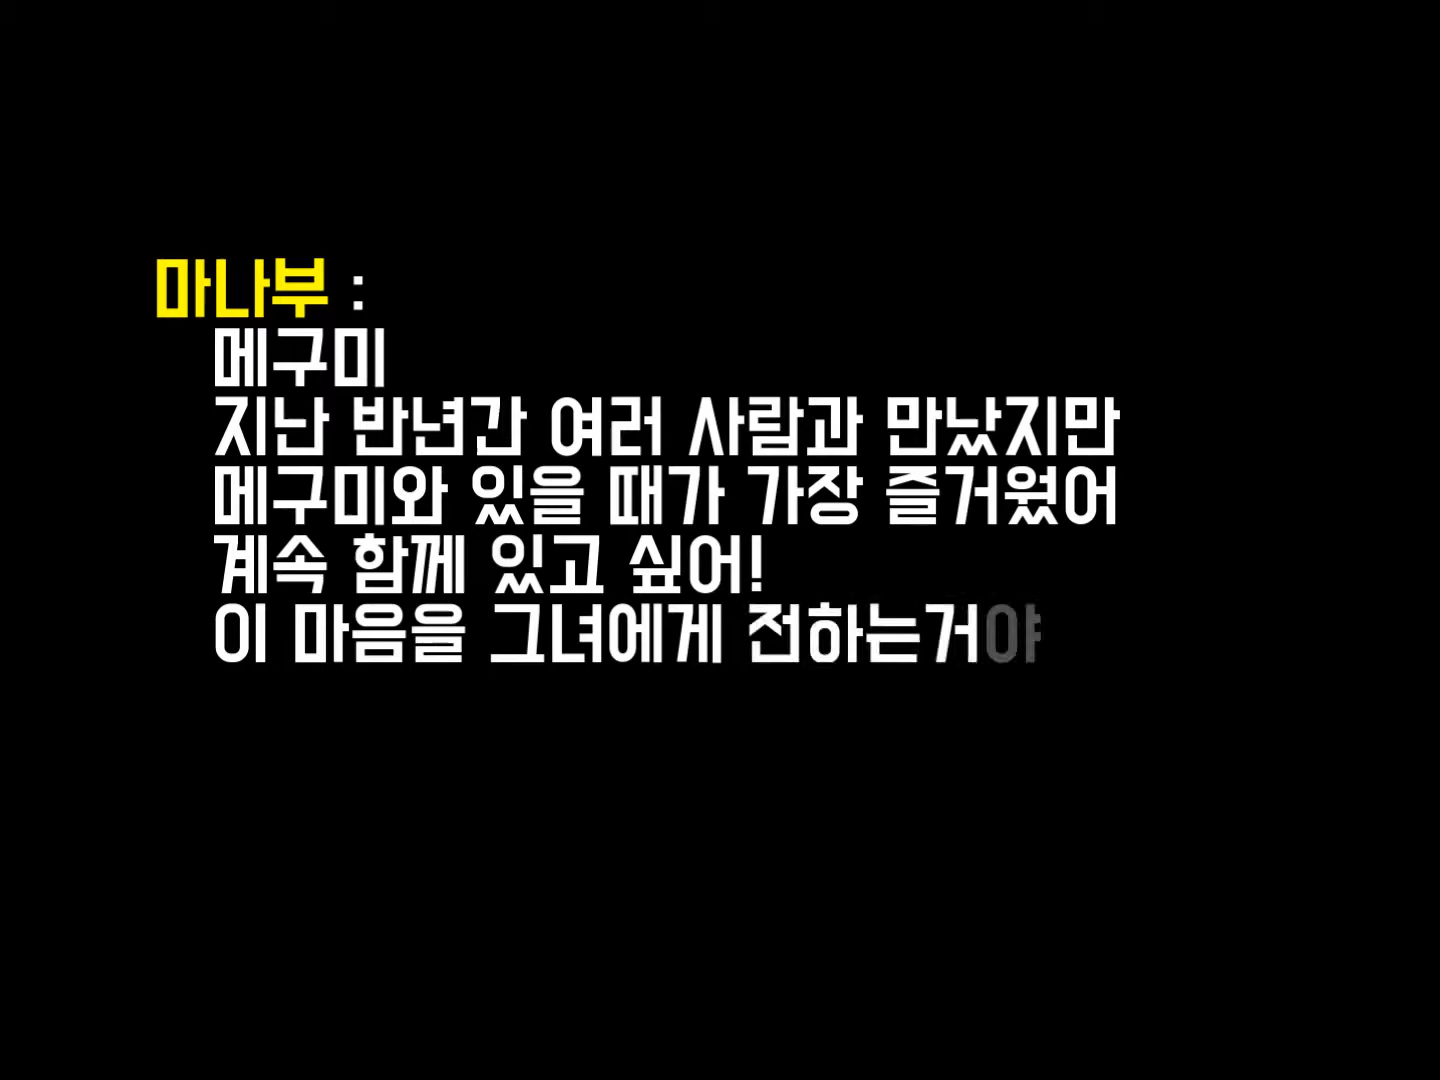 마나부 :
메구미
지난 반년간 여러 사람과 만났지만
메구미와 있을 때가 가장 즐거웠어
계속 함께 있고 싶어!
이 마음을 그녀에게 전하는거야